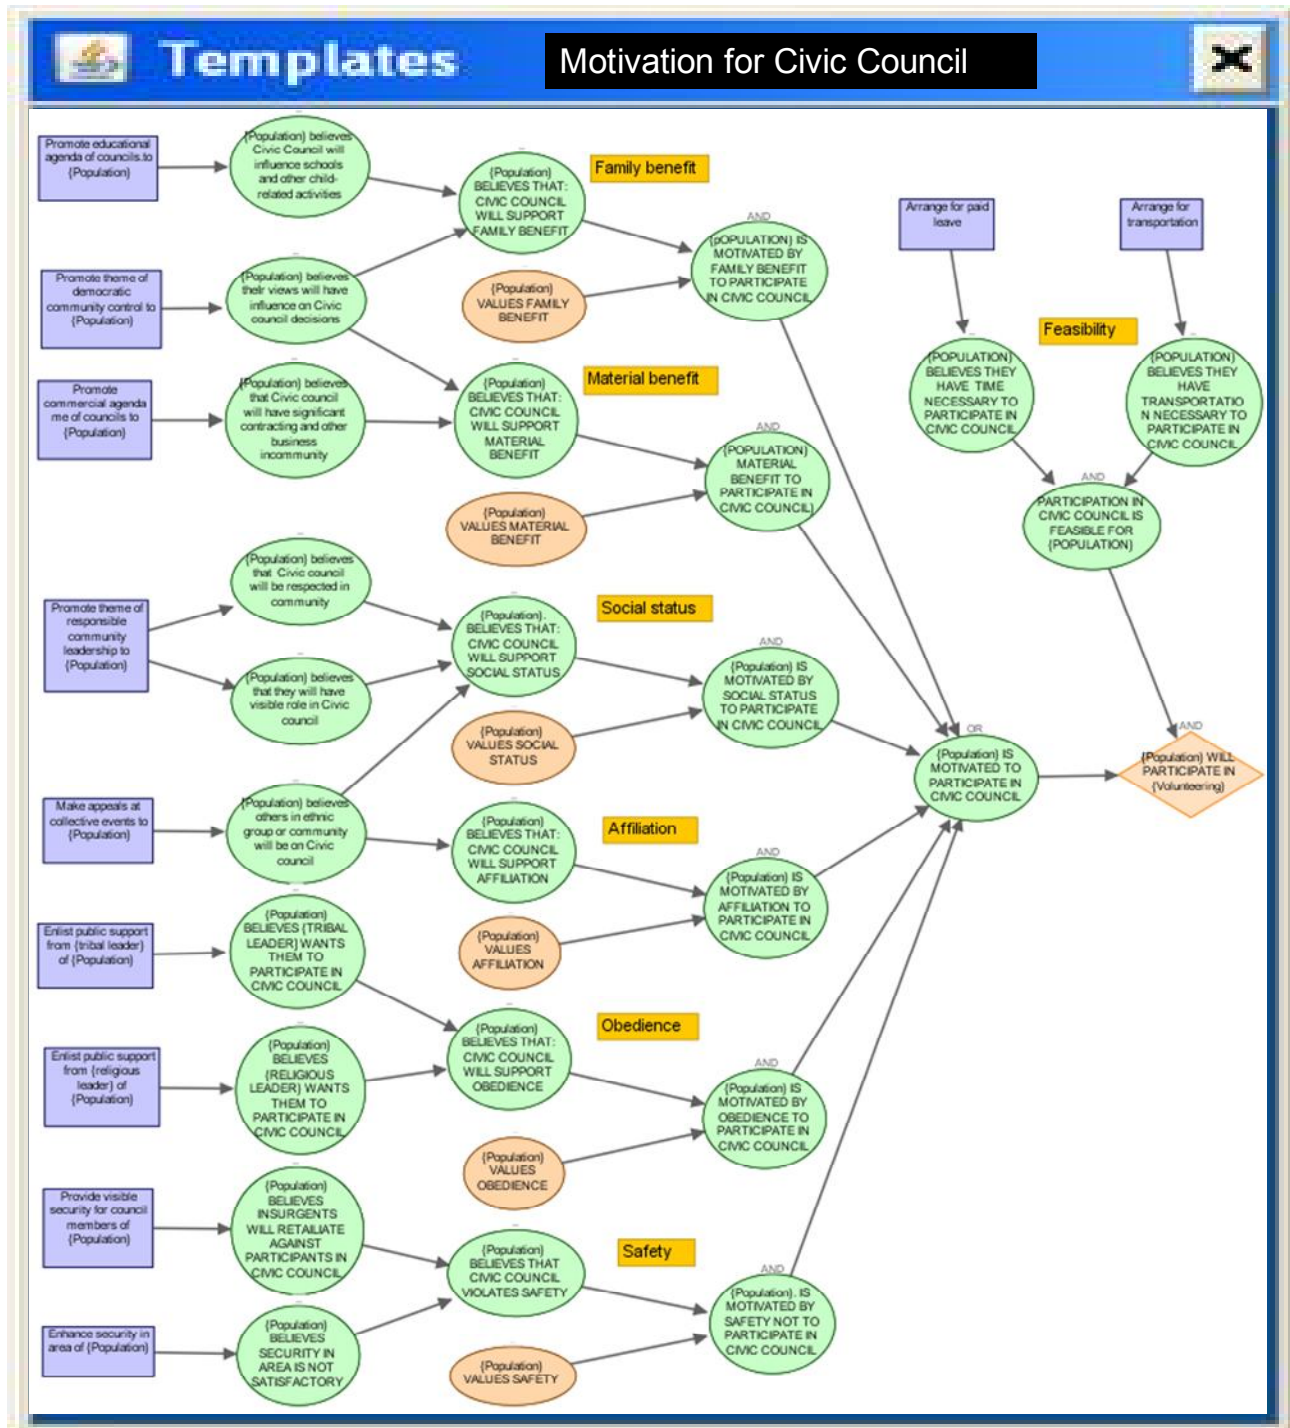 Templates
Motivation for Civic Council
Promote educational
agenda of councils.to
{Population}
{Population} believes
Civic Council will
influence schools
and other child-
related activities
{Population}
BELIEVES THAT:
CIVIC COUNCIL
WILL SUPPORT
FAMILY BENEFIT
Family benefit
AND
{pOPULATION} IS
MOTIVATED BY
FAMILY BENEFIT
TO PARTICIPATE
IN CIVIC COUNCIL
{Population}
VALUES FAMILY
BENEFIT
Promote theme of
democratic
community control to
{Population}
{Population} believes
their views will have
influence on Civic
council decisions
Arrange for paid
leave
Arrange for
transportation
Feasibility
{POPULATION}
BELIEVES THEY
HAVE TIME
NECESSARY TO
PARTICIPATE IN
CIVIC COUNCIL
{POPULATION}
BELIEVES THEY
HAVE
TRANSPORTATIO
N NECESSARY TO
PARTICIPATE IN
CIVIC COUNCIL
AND
PARTICIPATION IN
CIVIC COUNCIL IS
FEASIBLE FOR
{POPULATION}
Promote
commercial agenda
me of councils to
{Population}
{Population} believes
that Civic council
will have significant
contracting and other
business
incommunity
{Population}
BELIEVES THAT:
CIVIC COUNCIL
WILL SUPPORT
MATERIAL
BENEFIT
Material benefit
AND
{POPULATION}
MATERIAL
BENEFIT TO
PARTICIPATE IN
CIVIC COUNCIL}
{Population}
VALUES MATERIAL
BENEFIT
Promote theme of
responsible
community
leadership to
{Population}
{Population} believes
that Civic council
will be respected in
community
{Population} believes
that they will have
visible role in Civic
council
{Population}.
BELIEVES THAT:
CIVIC COUNCIL
WILL SUPPORT
SOCIAL STATUS
Social status
AND
{Population} IS
MOTIVATED BY
SOCIAL STATUS
TO PARTICIPATE
IN CIVIC COUNCIL
{Population}
VALUES SOCIAL
STATUS
OR
{Population} IS
MOTIVATED TO
PARTICIPATE IN
CIVIC COUNCIL
AND
{Population} WILL
PARTICIPATE IN
{Volunteering}
Make appeals at
collective events to
{Population}
{Population} believes
others in ethnic
group or community
will be on Civic
council
{Population}
BELIEVES THAT:
CIVIC COUNCIL
WILL SUPPORT
AFFILIATION
Affiliation
AND
{Population} IS
MOTIVATED BY
AFFILIATION TO
PARTICIPATE IN
CIVIC COUNCIL
{Population}
VALUES
AFFILIATION
Enlist public support
from {tribal leader}
of {Population}
{Population}
BELIEVES {TRIBAL
LEADER} WANTS
THEM TO
PARTICIPATE IN
CIVIC COUNCIL
Enlist public support
from {religious
leader} of
{Population}
{Population}
BELIEVES
{RELIGIOUS
LEADER} WANTS
THEM TO
PARTICIPATE IN
CIVIC COUNCIL
{Population}
BELIEVES THAT:
CIVIC COUNCIL
WILL SUPPORT
OBEDIENCE
Obedience
AND
{Population} IS
MOTIVATED BY
OBEDIENCE TO
PARTICIPATE IN
CIVIC COUNCIL
{Population}
VALUES
OBEDIENCE
Provide visible
security for council
members of
{Population}
{Population}
BELIEVES
INSURGENTS
WILL RETAILIATE
AGAINST
PARTICIPANTS IN
CIVIC COUNCIL
{Population}
BELIEVES THAT
CIVIC COUNCIL
VIOLATES SAFETY
Safety
AND
{Population}. IS
MOTIVATED BY
SAFETY NOT TO
PARTICIPATE IN
CIVIC COUNCIL
Enhance security in
area of {Population}
{Population}
BELIEVES
SECURITY IN
AREA IS NOT
SATISFACTORY
{Population}
VALUES SAFETY